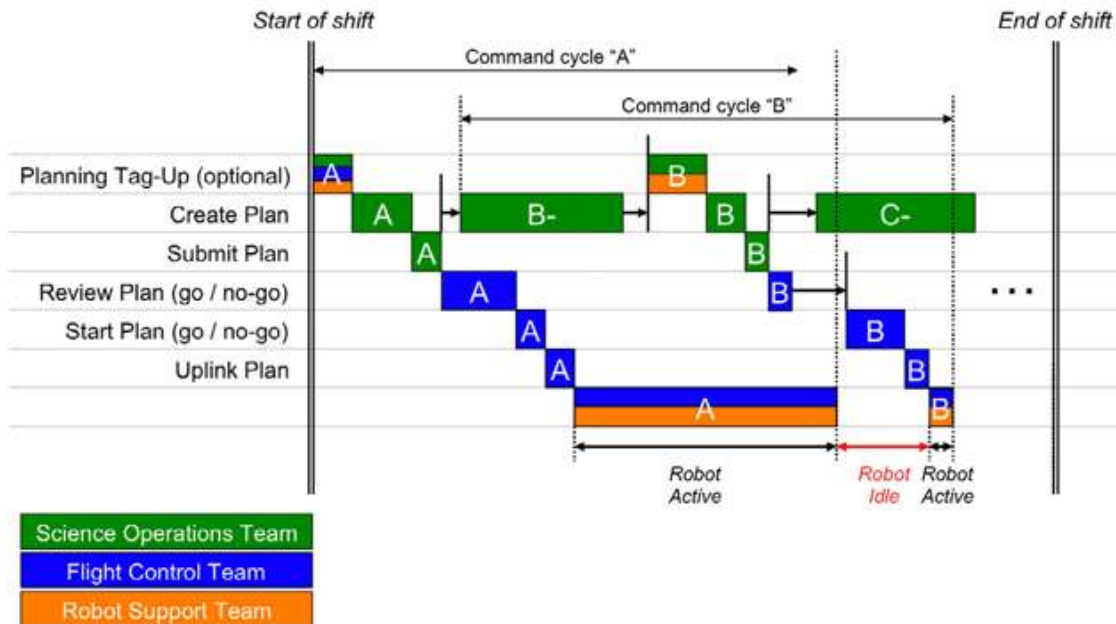 Start of shift
End of shift
Command cycle "A"
Command cycle "B"
Planning Tag-Up (optional)
A
B
Create Plan
A
B-
B
C-
Submit Plan
A
B
Review Plan (go / no-go)
A
B
...
Start Plan (go / no-go)
A
B
Uplink Plan
A
B
A
B
Robot
Active
Robot
Idle
Robot
Active
Science Operations Team
Flight Control Team
Robot Support Team